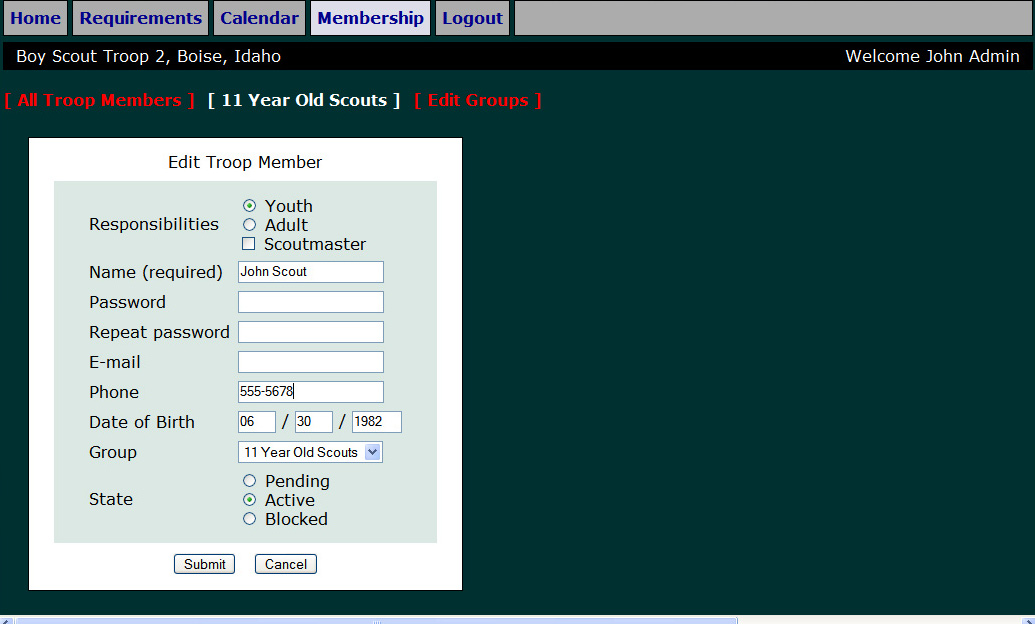 Home Requirements Calendar Membership Logout
Boy Scout Troop 2, Boise, Idaho Welcome John Admin
[ All Troop Members ] [ 11 Year Old Scouts ] [ Edit Groups ]
Edit Troop Member
Responsibilities
Youth
Adult
Scoutmaster
Name (required) John Scout
Password
Repeat password
E-mail
Phone 555-5678
Date of Birth 06 / 30 / 1982
Group 11 Year Old Scouts
State
Pending
Active
Blocked
Submit Cancel